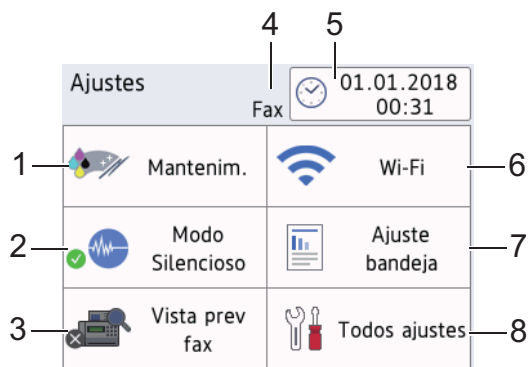 4 5
Ajustes
Fax
01.01.2018
00:31
1 Mantenim.
Wi-Fi 6
2 Modo
Silencioso
Ajuste
bandeja 7
3 Vista prev
fax
Todos ajustes 8